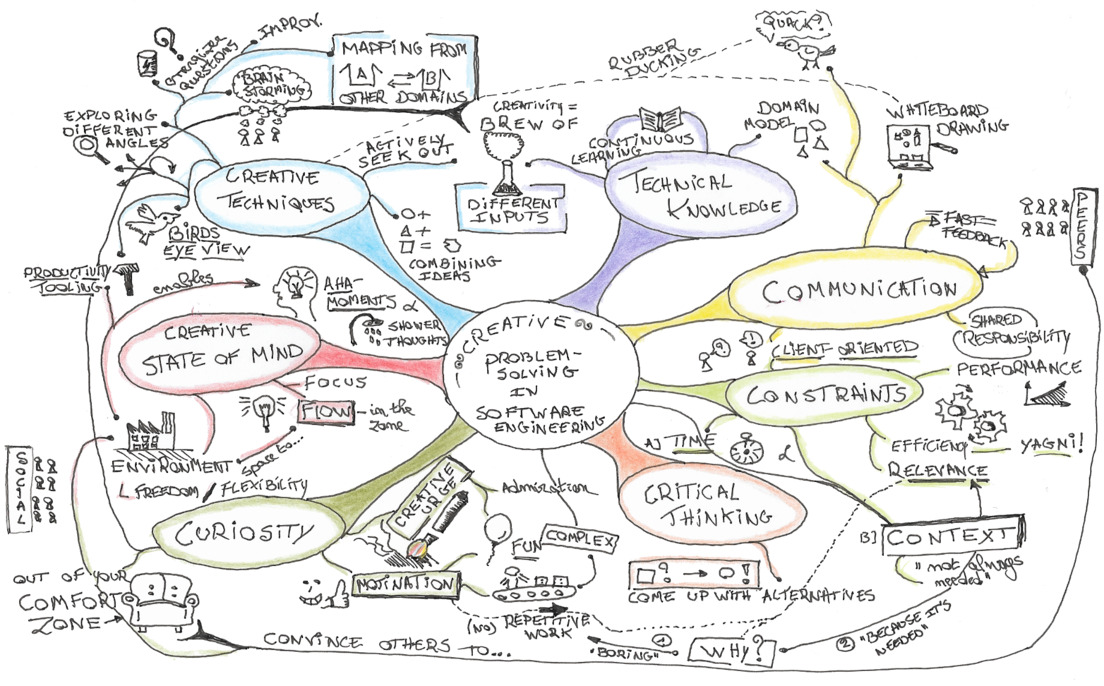 QUACK?
IMPROV.
Energizer
QUESTIONS
MAPPING FROM
A B
OTHER DOMAINS
RUBBER
DUCKING
BRAIN
STORMING
EXPLORING
DIFFERENT
ANGLES
ACTIVELY
SEEK OUT
CREATIVITY =
BREW OF
DIFFERENT
INPUTS
CONTINUOUS
LEARNING
DOMAIN
MODEL
WHITEBOARD
DRAWING
CREATIVE
TECHNIQUES
TECHNICAL
KNOWLEDGE
PEERS
FAST
FEEDBACK
BIRDS
EYE VIEW
+
+
=
COMBINING
IDEAS
PRODUCTIVITY
TOOLING
enables
AHA-
MOMENTS &
SHOWER
THOUGHTS
COMMUNICATION
SHARED
RESPONSIBILITY
CREATIVE
STATE OF MIND
CREATIVE
PROBLEM-
SOLVING
IN
SOFTWARE
ENGINEERING
CLIENT-ORIENTED
PERFORMANCE
CONSTRAINTS
FOCUS
FLOW - in the
zone
A) TIME &
Efficiency YAGNI!
RELEVANCE
ENVIRONMENT
space to...
FREEDOM / FLEXIBILITY
SOCIAL
CREATIVE
URGE
Admiration
CRITICAL
THINKING
CURIOSITY
FUN
COMPLEX
B] CONTEXT
"not always
needed"
OUT OF YOUR
COMFORT
ZONE
MOTIVATION
? → !
COME UP WITH ALTERNATIVES
(NO) REPETITIVE
WORK
CONVINCE OTHERS TO...
① "BORING"
WHY?
② "BECAUSE IT'S
NEEDED"